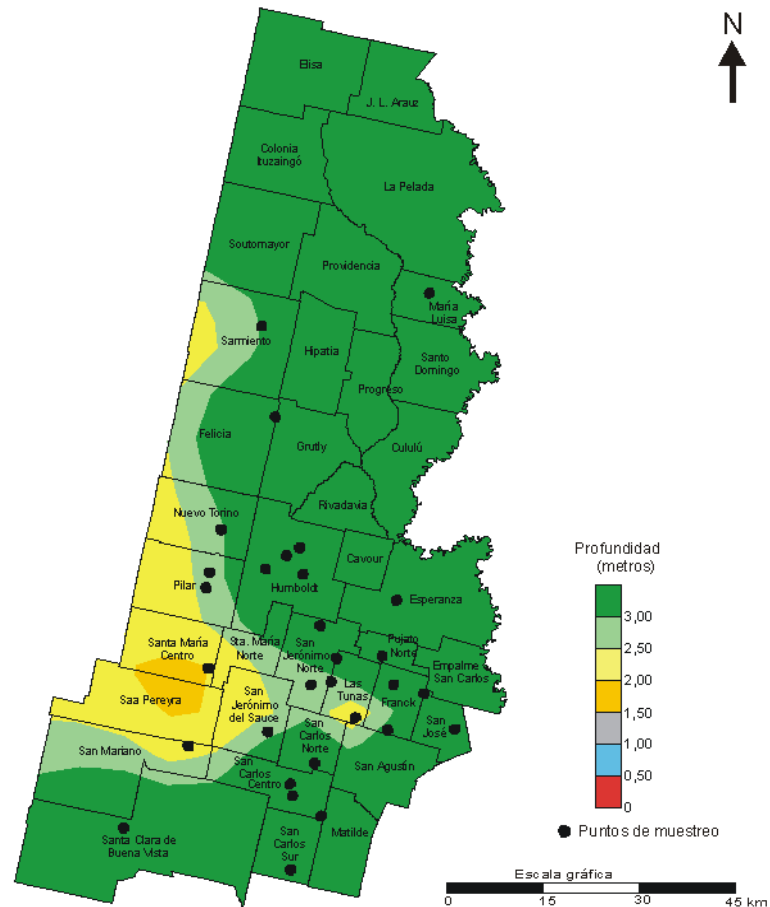 N
Elisa
J. L. Arauz
Colonia
Ituzaingó
La Pelada
Soutomayor
Providencia
María
Luisa
Sarmiento
Hipatia
Santo
Domingo
Progreso
Felicia
Grutly
Cululú
Rivadavia
Nuevo Torino
Cavour
Pilar
Humboldt
Esperanza
Profundidad
(metros)
3,00
2,50
2,00
1,50
1,00
0,50
0
Santa María
Centro
Sta. María
Norte
San
Jerónimo
Norte
Pujato
Norte
Empalme
San Carlos
Las
Tunas
Franck
Saa Pereyra
San
Jerónimo
del Sauce
San
José
San Mariano
San
Carlos
Norte
San Agustín
San
Carlos
Centro
Santa Clara de
Buena Vista
San
Carlos
Sur
Matilde
Puntos de muestreo
Escala gráfica
0 15 30 45 km